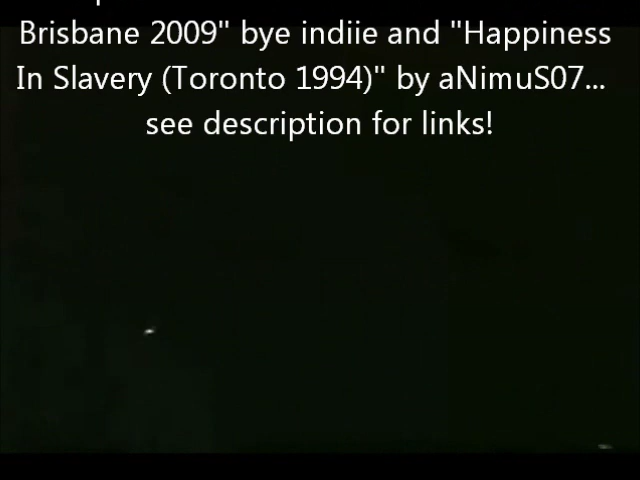 Brisbane 2009" bye indiie and "Happiness
In Slavery (Toronto 1994)" by aNimuS07...
see description for links!